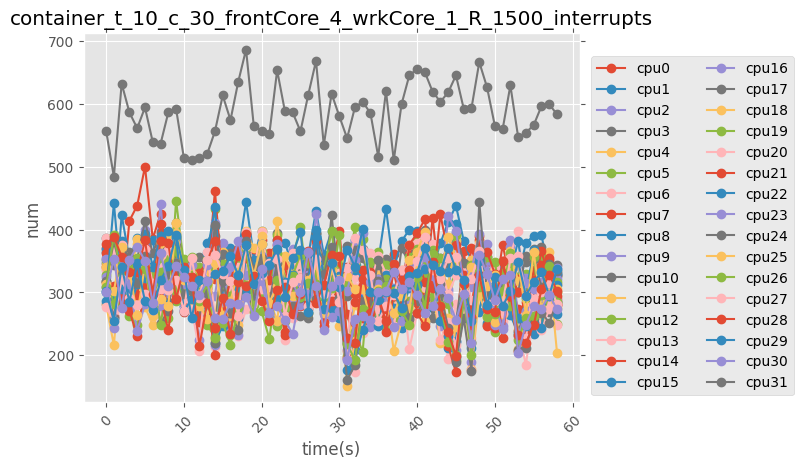 container_t_10_c_30_frontCore_4_wrkCore_1_R_1500_interrupts
700
600
500
400
300
200
num
0
10
20
30
40
50
60
time(s)
cpu0
cpu1
cpu2
cpu3
cpu4
cpu5
cpu6
cpu7
cpu8
cpu9
cpu10
cpu11
cpu12
cpu13
cpu14
cpu15
cpu16
cpu17
cpu18
cpu19
cpu20
cpu21
cpu22
cpu23
cpu24
cpu25
cpu26
cpu27
cpu28
cpu29
cpu30
cpu31